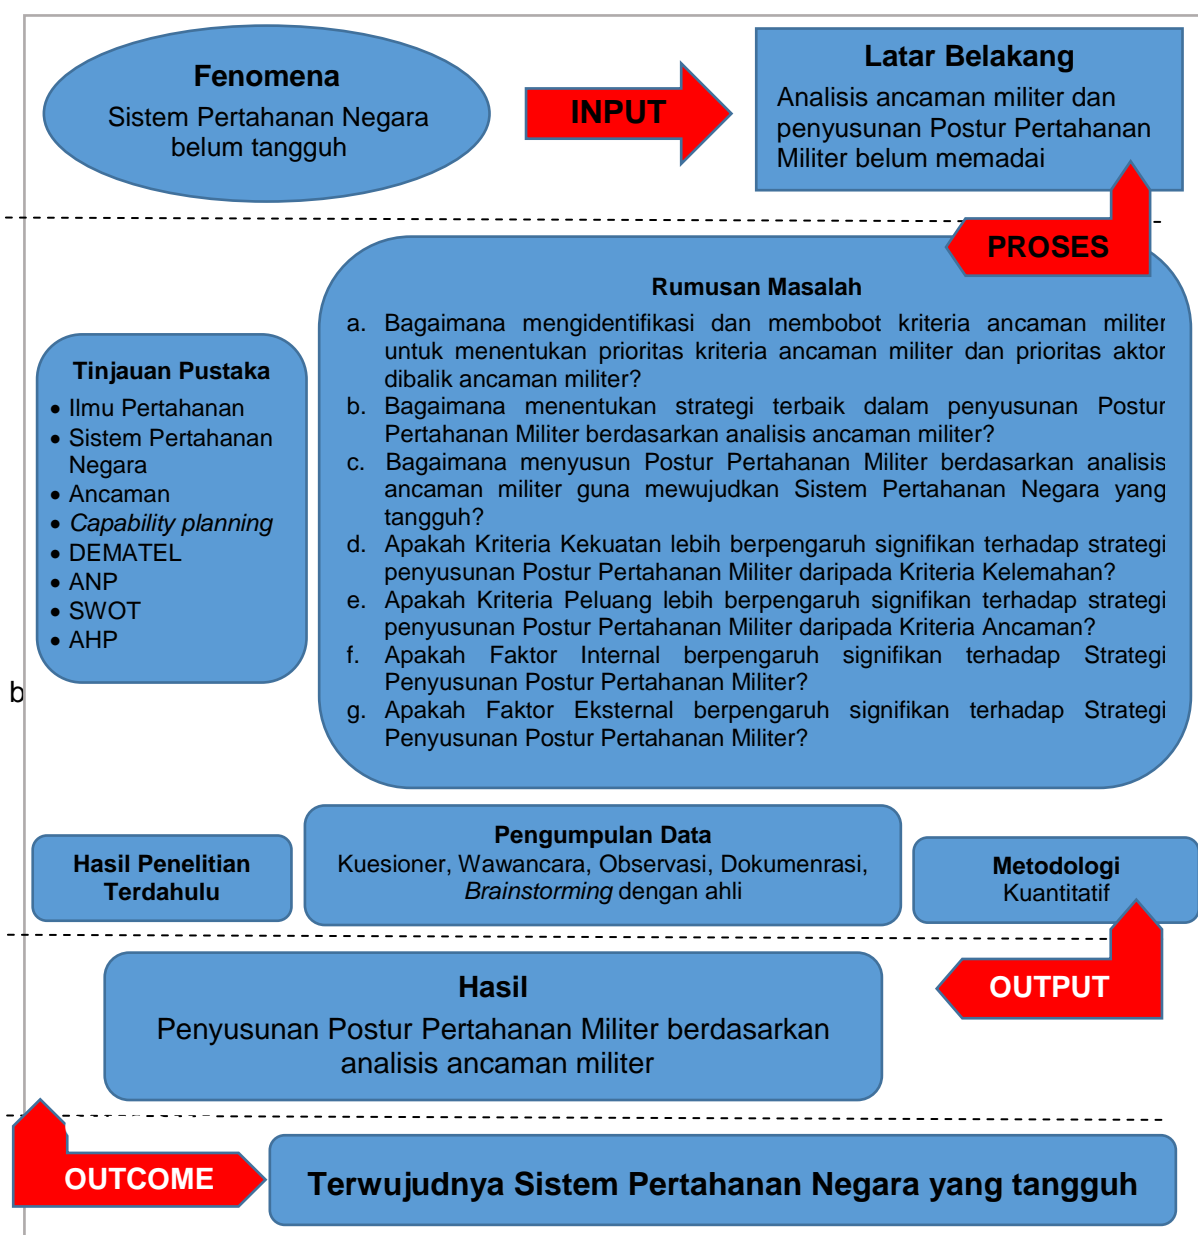 Fenomena
Sistem Pertahanan Negara
belum tangguh
INPUT
Latar Belakang
Analisis ancaman militer dan
penyusunan Postur Pertahanan
Militer belum memadai
PROSES
Tinjauan Pustaka
• Ilmu Pertahanan
• Sistem Pertahanan
Negara
• Ancaman
• Capability planning
• DEMATEL
• ANP
• SWOT
• AHP
Rumusan Masalah
a. Bagaimana mengidentifikasi dan membobot kriteria ancaman militer
untuk menentukan prioritas kriteria ancaman militer dan prioritas aktor
dibalik ancaman militer?
b. Bagaimana menentukan strategi terbaik dalam penyusunan Postur
Pertahanan Militer berdasarkan analisis ancaman militer?
c. Bagaimana menyusun Postur Pertahanan Militer berdasarkan analisis
ancaman militer guna mewujudkan Sistem Pertahanan Negara yang
tangguh?
d. Apakah Kriteria Kekuatan lebih berpengaruh signifikan terhadap strategi
penyusunan Postur Pertahanan Militer daripada Kriteria Kelemahan?
e. Apakah Kriteria Peluang lebih berpengaruh signifikan terhadap strategi
penyusunan Postur Pertahanan Militer daripada Kriteria Ancaman?
f. Apakah Faktor Internal berpengaruh signifikan terhadap Strategi
Penyusunan Postur Pertahanan Militer?
g. Apakah Faktor Eksternal berpengaruh signifikan terhadap Strategi
Penyusunan Postur Pertahanan Militer?
b
Hasil Penelitian
Terdahulu
Pengumpulan Data
Kuesioner, Wawancara, Observasi, Dokumenrasi,
Brainstorming dengan ahli
Metodologi
Kuantitatif
OUTPUT
Hasil
Penyusunan Postur Pertahanan Militer berdasarkan
analisis ancaman militer
OUTCOME
Terwujudnya Sistem Pertahanan Negara yang tangguh